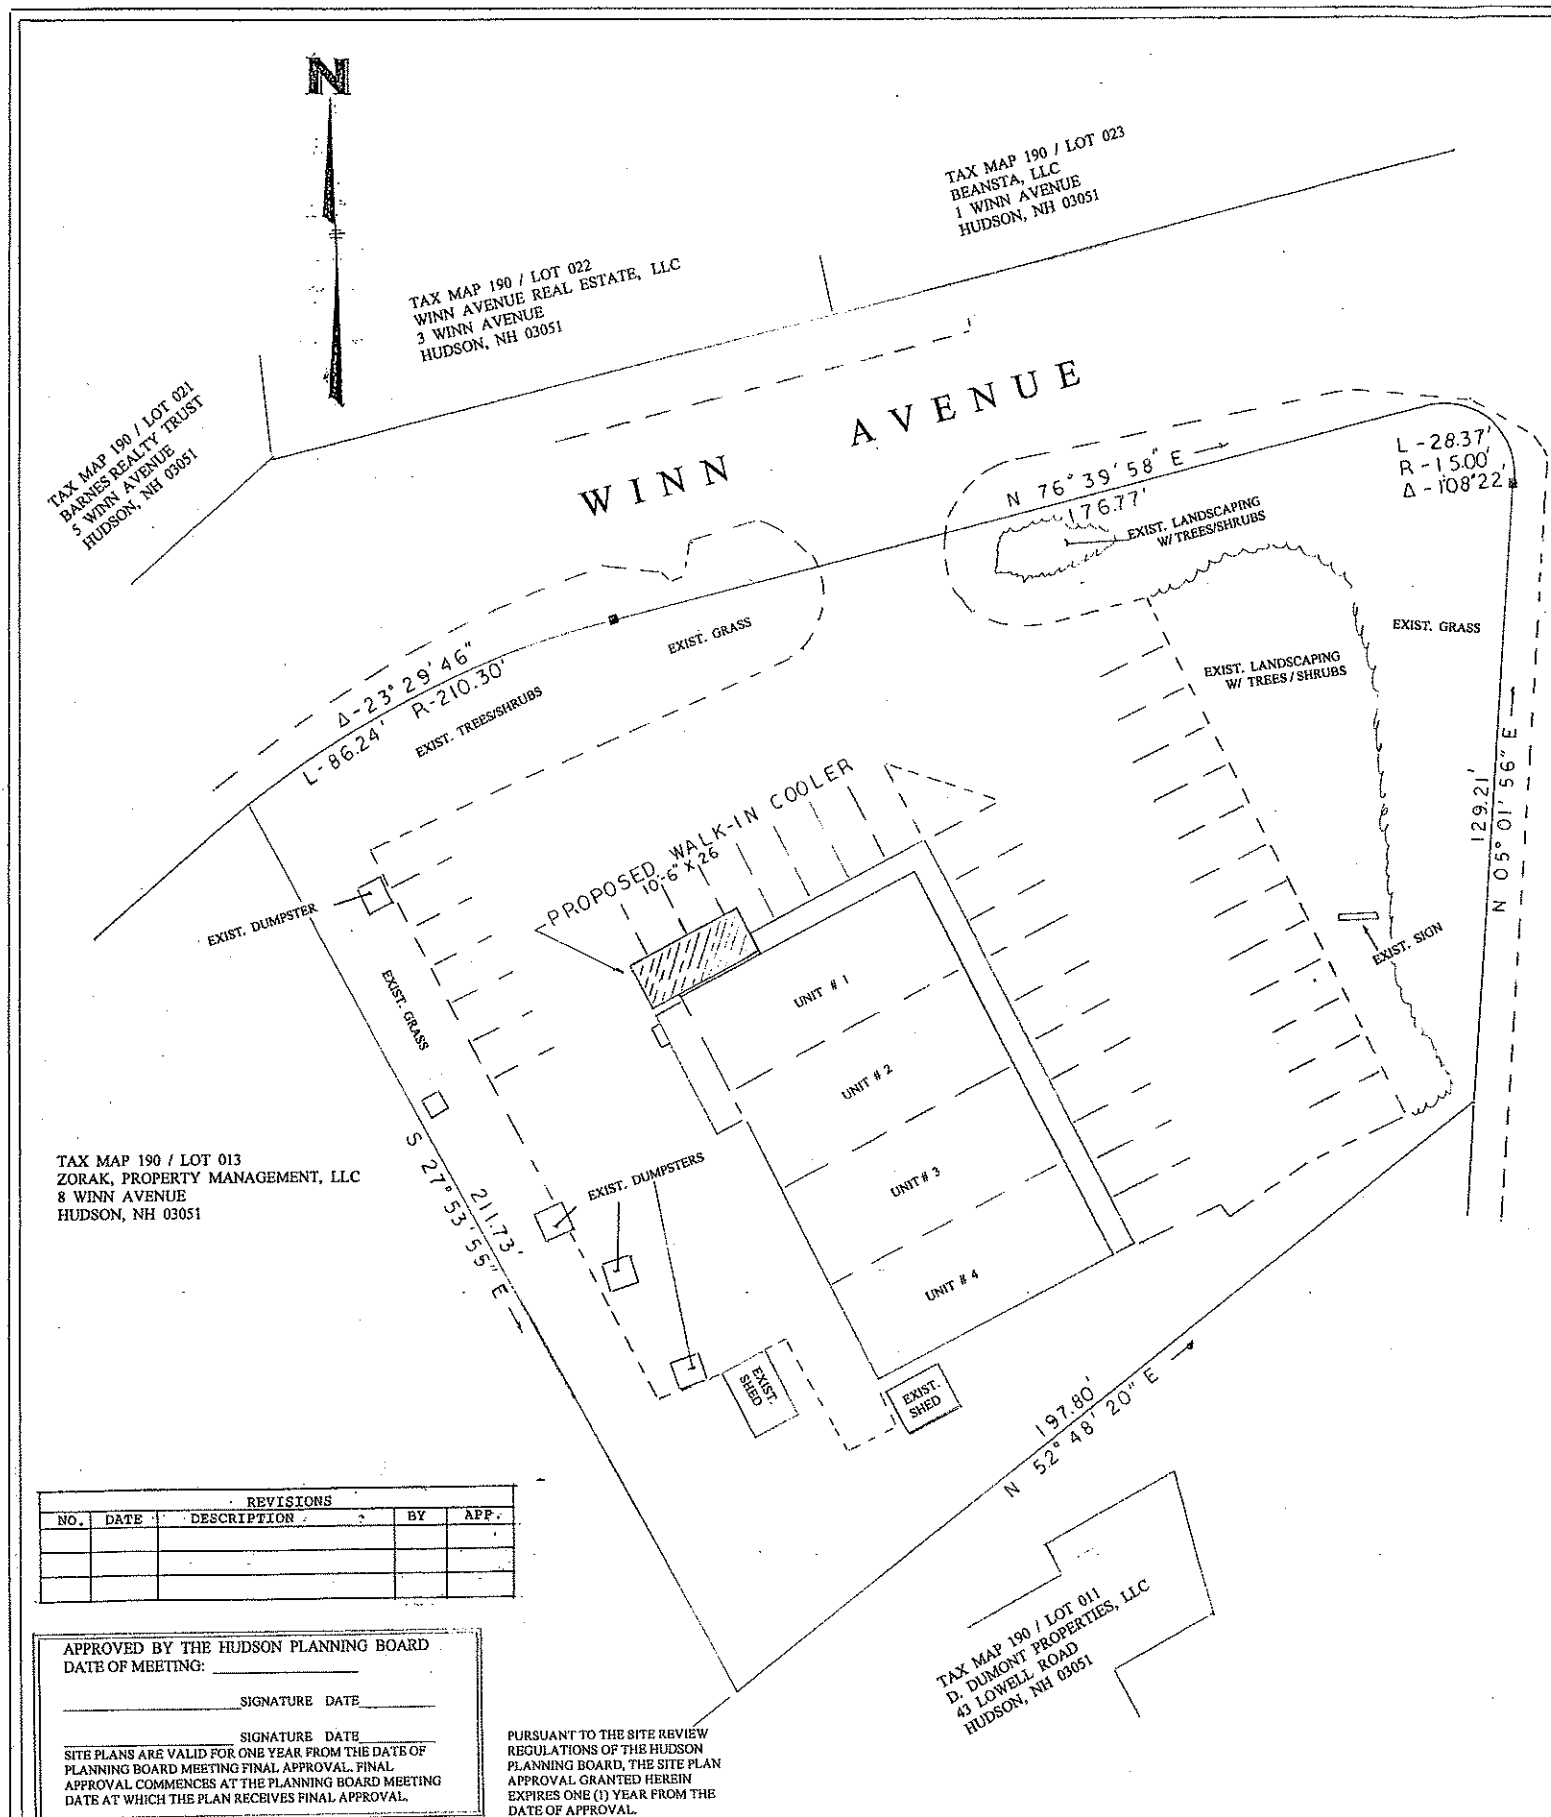 N
TAX MAP 190 / LOT 023
BEANSTA, LLC
1 WINN AVENUE
HUDSON, NH 03051
TAX MAP 190 / LOT 022
WINN AVENUE REAL ESTATE, LLC
3 WINN AVENUE
HUDSON, NH 03051
TAX MAP 190 / LOT 021
BARNES REALTY TRUST
5 WINN AVENUE
HUDSON, NH 03051
WINN AVENUE
L - 28.37'
R - 15.00'
Δ - 108°22'
N 76° 39' 58" E
176.77'
EXIST. LANDSCAPING
W/ TREES/SHRUBS
EXIST. GRASS
EXIST. GRASS
EXIST. LANDSCAPING
W/ TREES / SHRUBS
Δ - 23° 29' 46"
L - 86.24' R - 210.30'
EXIST. TREES/SHRUBS
129.21'
N 05° 01' 56" E
PROPOSED WALK-IN COOLER
10'-6" X 26
EXIST. DUMPSTER
EXIST. SIGN
EXIST. GRASS
UNIT # 1
UNIT # 2
UNIT # 3
UNIT # 4
EXIST. DUMPSTERS
TAX MAP 190 / LOT 013
ZORAK, PROPERTY MANAGEMENT, LLC
8 WINN AVENUE
HUDSON, NH 03051
211.73'
S 27° 53' 55" E
EXIST.
SHED
EXIST.
SHED
197.80'
N 52° 48' 20" E
REVISIONS
NO. DATE DESCRIPTION BY APP.
TAX MAP 190 / LOT 011
D. DUMONT PROPERTIES, LLC
43 LOWELL ROAD
HUDSON, NH 03051
APPROVED BY THE HUDSON PLANNING BOARD
DATE OF MEETING:
SIGNATURE DATE
SIGNATURE DATE
SITE PLANS ARE VALID FOR ONE YEAR FROM THE DATE OF
PLANNING BOARD MEETING FINAL APPROVAL. FINAL
APPROVAL COMMENCES AT THE PLANNING BOARD MEETING
DATE AT WHICH THE PLAN RECEIVES FINAL APPROVAL.
PURSUANT TO THE SITE REVIEW
REGULATIONS OF THE HUDSON
PLANNING BOARD, THE SITE PLAN
APPROVAL GRANTED HEREIN
EXPIRES ONE (1) YEAR FROM THE
DATE OF APPROVAL.